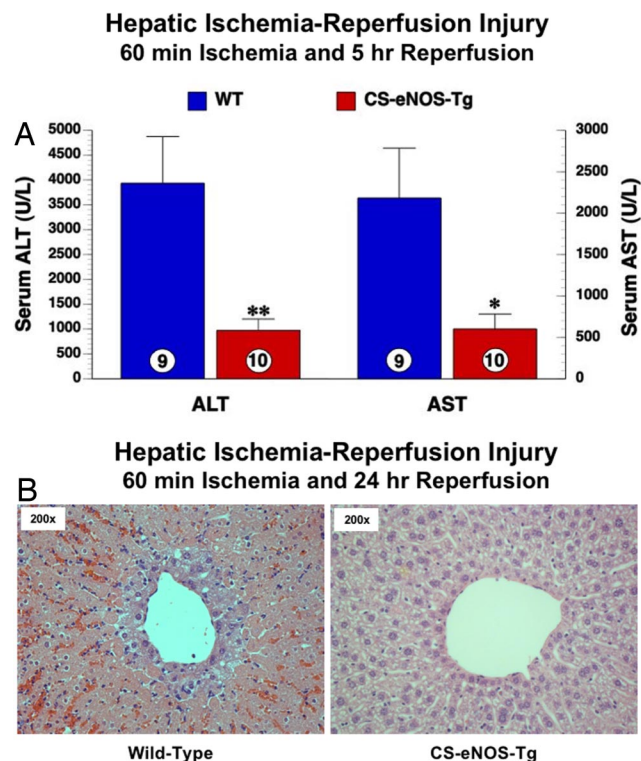 Hepatic Ischemia-Reperfusion Injury
60 min Ischemia and 5 hr Reperfusion
WT
CS-eNOS-Tg
A
Serum ALT (U/L)
5000
4500
4000
3500
3000
2500
2000
1500
1000
500
0
**
*
9
10
9
10
ALT
AST
3000
2500
2000
1500
1000
500
0
Serum AST (U/L)
Hepatic Ischemia-Reperfusion Injury
60 min Ischemia and 24 hr Reperfusion
B
200x
200x
Wild-Type
CS-eNOS-Tg